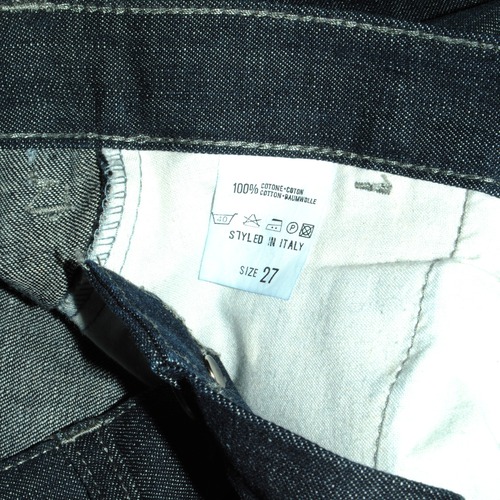 100% COTONE-COTON
COTTON-BAUMWOLLE
STYLED IN ITALY
SIZE 27